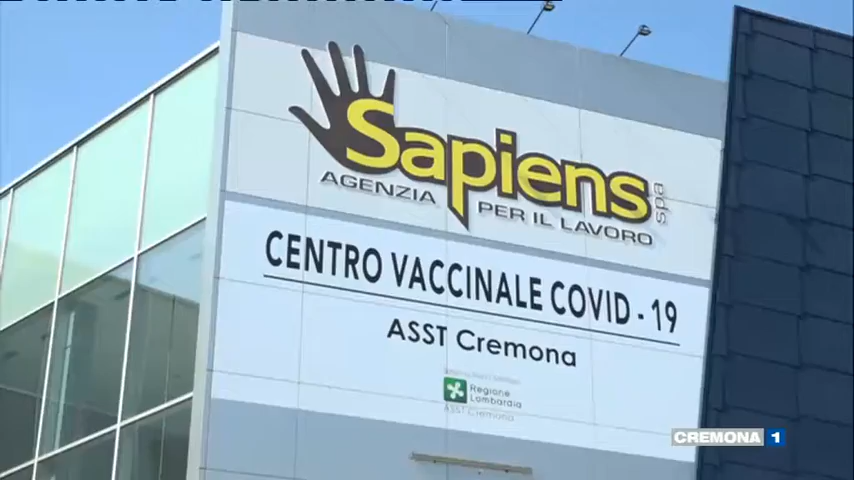 Sapiens spa
AGENZIA PER IL LAVORO
CENTRO VACCINALE COVID-19
ASST Cremona
Regione
Lombardia
ASST Cremona
CREMONA 1